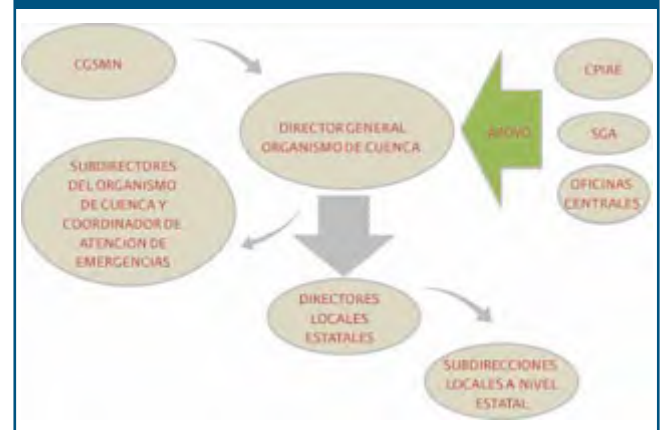 CGSMN
CPIAE
DIRECTOR GENERAL
ORGANISMO DE CUENCA
APOYO
SGA
SUBDIRECTORES
DEL ORGANISMO
DE CUENCA Y
COORDINADOR DE
ATENCIÓN DE
EMERGENCIAS
OFICINAS
CENTRALES
DIRECTORES
LOCALES
ESTATALES
SUBDIRECCIONES
LOCALES A NIVEL
ESTATAL